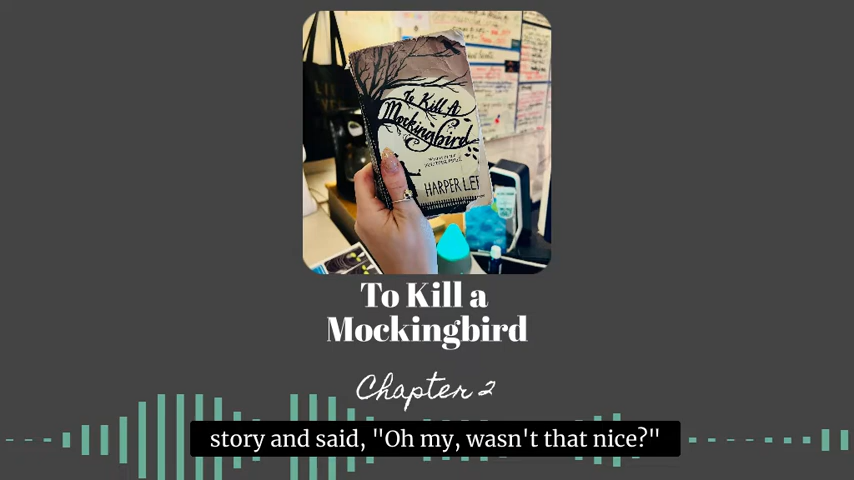 To Kill A
Mockingbird
HARPER LEE
To Kill a
Mockingbird
Chapter 2
story and said, "Oh my, wasn't that nice?"